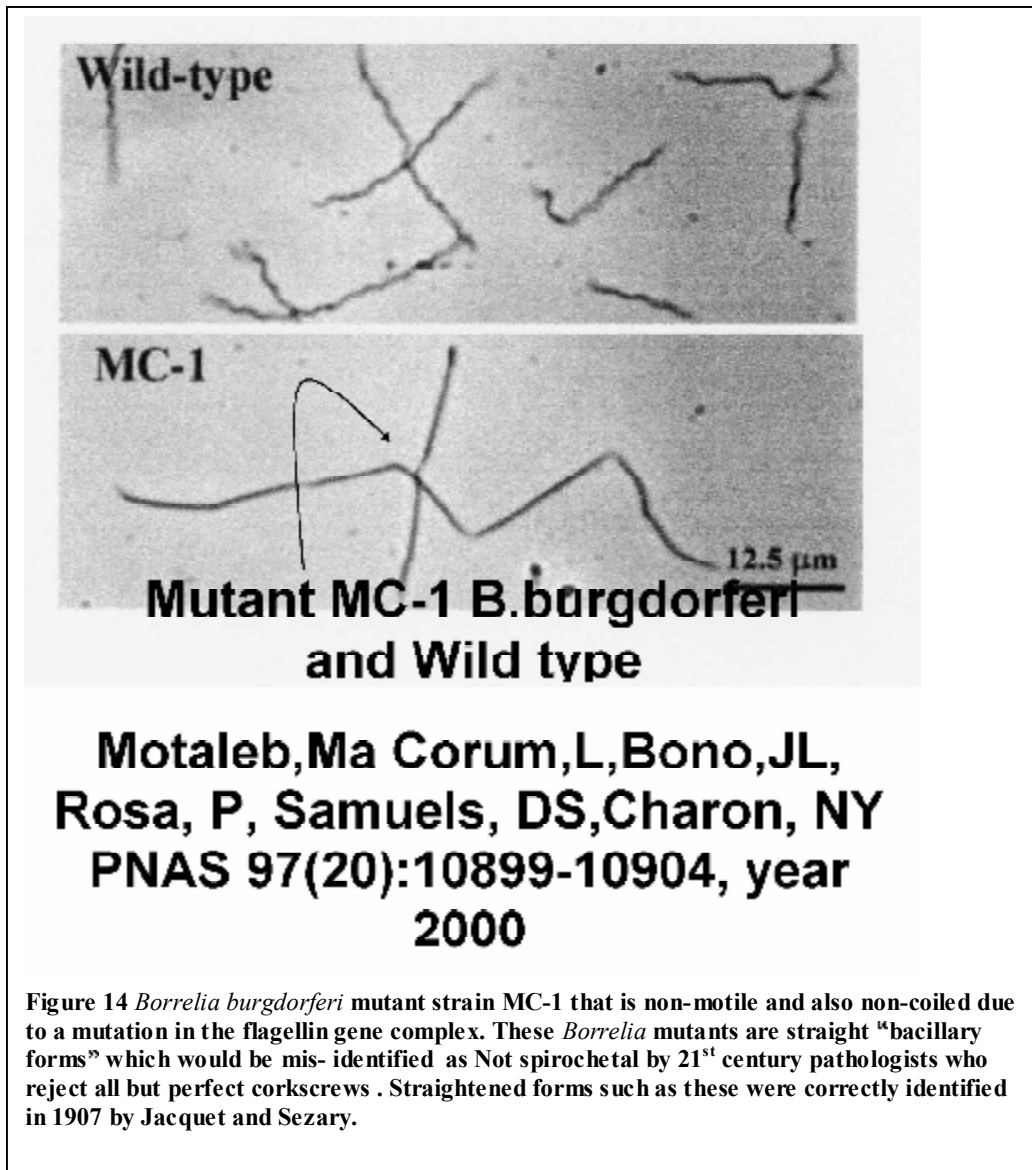 Wild-type
MC-1
12.5 µm
Mutant MC-1 B.burgdorferi
and Wild type
Motaleb,Ma Corum,L,Bono,JL,
Rosa, P, Samuels, DS,Charon, NY
PNAS 97(20):10899-10904, year
2000
Figure 14 Borrelia burgdorferi mutant strain MC-1 that is non-motile and also non-coiled due
to a mutation in the flagellin gene complex. These Borrelia mutants are straight “bacillary
forms” which would be mis- identified as Not spirochetal by 21st century pathologists who
reject all but perfect corkscrews . Straightened forms such as these were correctly identified
in 1907 by Jacquet and Sezary.